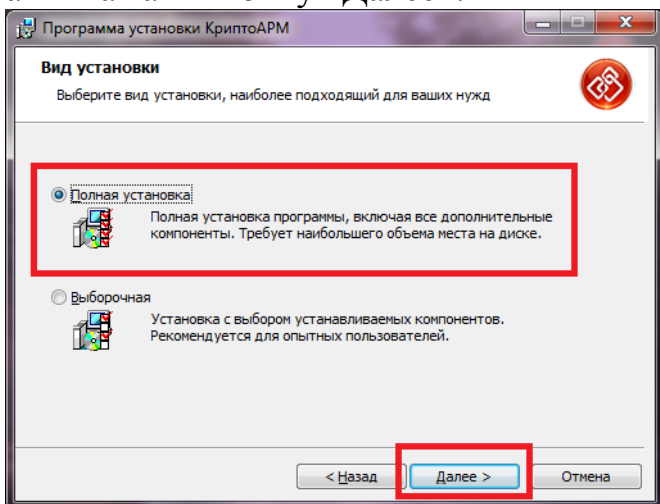 Программа установки КриптоАРМ
Вид установки
Выберите вид установки, наиболее подходящий для ваших нужд
Полная установка
Полная установка программы, включая все дополнительные
компоненты. Требует наибольшего объема места на диске.
Выборочная
Установка с выбором устанавливаемых компонентов.
Рекомендуется для опытных пользователей.
< Назад
Далее >
Отмена